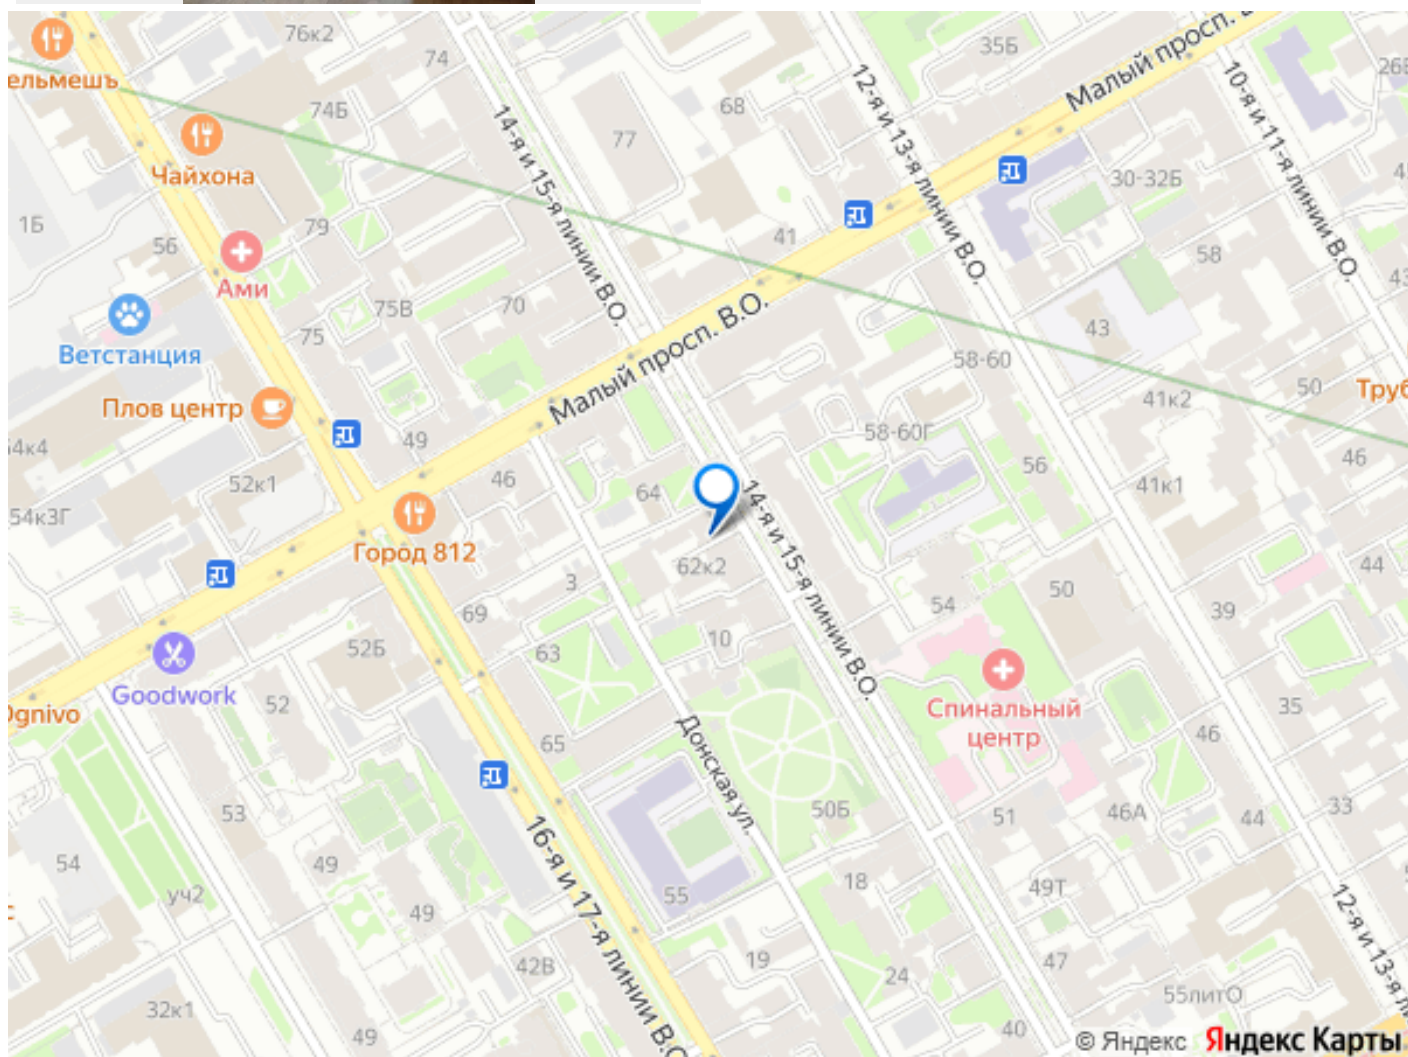 76к2
74
35Б
Малый просп. В.О.
ельмешъ
74Б
68
77
12-я и 13-я линии В.О.
10-я и 11-я линии В.О.
Чайхона
14-я и 15-я линии В.О.
30-32Б
1Б
56
79
41
58
Ами
75В
70
43
75
Ветстанция
Малый просп. В.О.
58-60
50
Труб
Плов центр
41к2
49
58-60Г
46
54к4
52к1
46
64
56
41к1
54к3Г
Город 812
14-я и 15-я линии В.О.
62к2
3
50
44
69
54
39
52Б
63
10
Goodwork
52
Ognivo
Спинальный
центр
35
65
Донская ул.
46
53
50Б
51
46А
44
33
16-я и 17-я линии В.О.
54
49
уч2
55
18
49Т
12-я и 13-я л
49
42В
19
24
47
55литО
32к1
49
40
© Яндекс Яндекс Карты